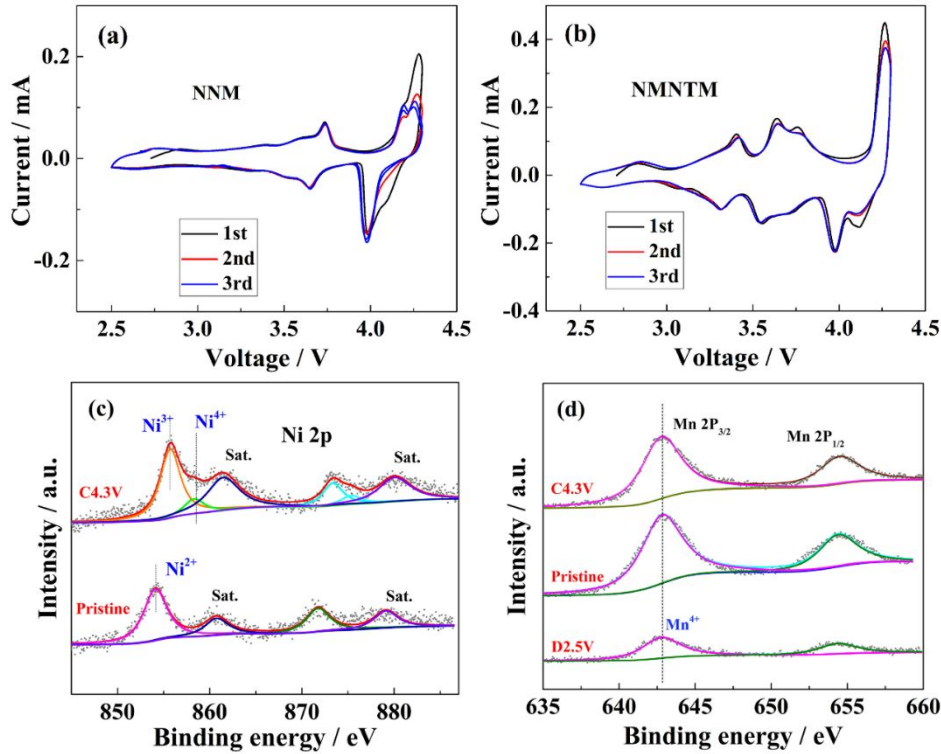 (a)
NNM
0.2
0.0
-0.2
Current / mA
1st
2nd
3rd
2.5 3.0 3.5 4.0 4.5
Voltage / V
(b)
NMNTM
0.4
0.2
0.0
-0.2
-0.4
Current / mA
1st
2nd
3rd
2.5 3.0 3.5 4.0 4.5
Voltage / V
(c)
Ni³⁺ Ni⁴⁺ Ni 2p
Sat. Sat.
C4.3V
Ni²⁺
Pristine Sat. Sat.
Intensity / a.u.
850 860 870 880
Binding energy / eV
(d)
Mn 2P₃/₂ Mn 2P₁/₂
C4.3V
Pristine
Mn⁴⁺
D2.5V
Intensity / a.u.
635 640 645 650 655 660
Binding energy / eV